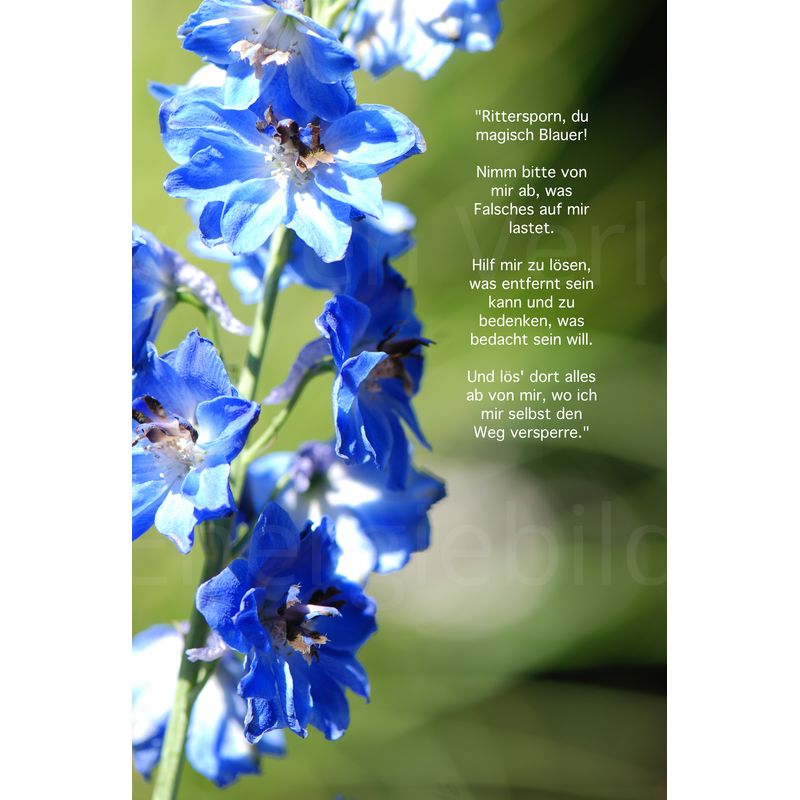 "Rittersporn, du
magisch Blauer!
Nimm bitte von
mir ab, was
Falsches auf mir
lastet.
Hilf mir zu lösen,
was entfernt sein
kann und zu
bedenken, was
bedacht sein will.
Und lös' dort alles
ab von mir, wo ich
mir selbst den
Weg versperre."
Energiebild